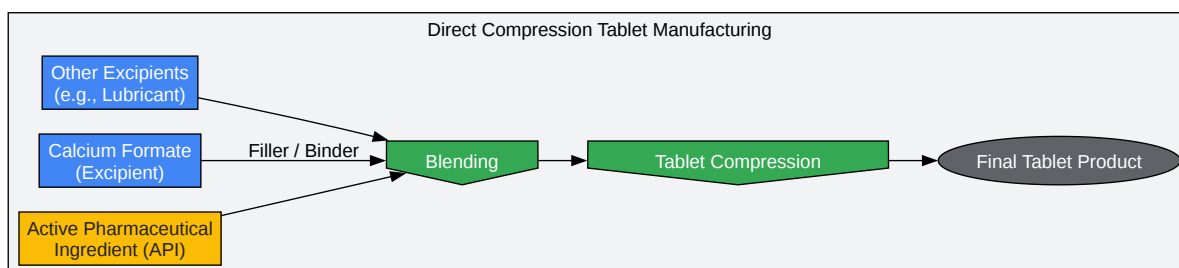 Direct Compression Tablet Manufacturing
Other Excipients
(e.g., Lubricant)
Calcium Formate
(Excipient)
Filler / Binder
Active Pharmaceutical
Ingredient (API)
Blending
Tablet Compression
Final Tablet Product